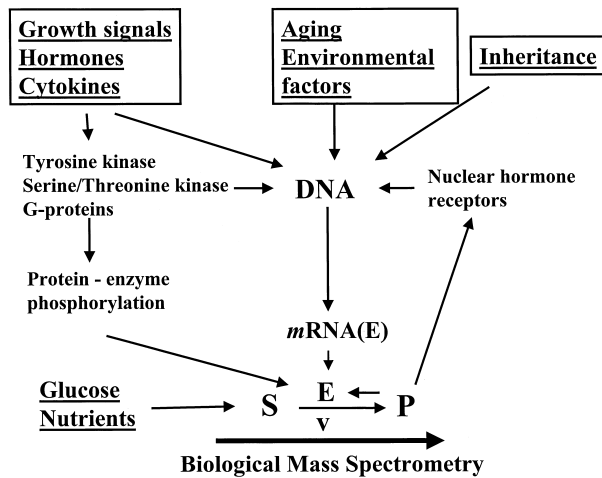 Growth signals
Hormones
Cytokines
Aging
Environmental
factors
Inheritance
Tyrosine kinase
Serine/Threonine kinase
G-proteins
DNA
Nuclear hormone
receptors
Protein - enzyme
phosphorylation
mRNA(E)
Glucose
Nutrients
S
E
v
P
Biological Mass Spectrometry